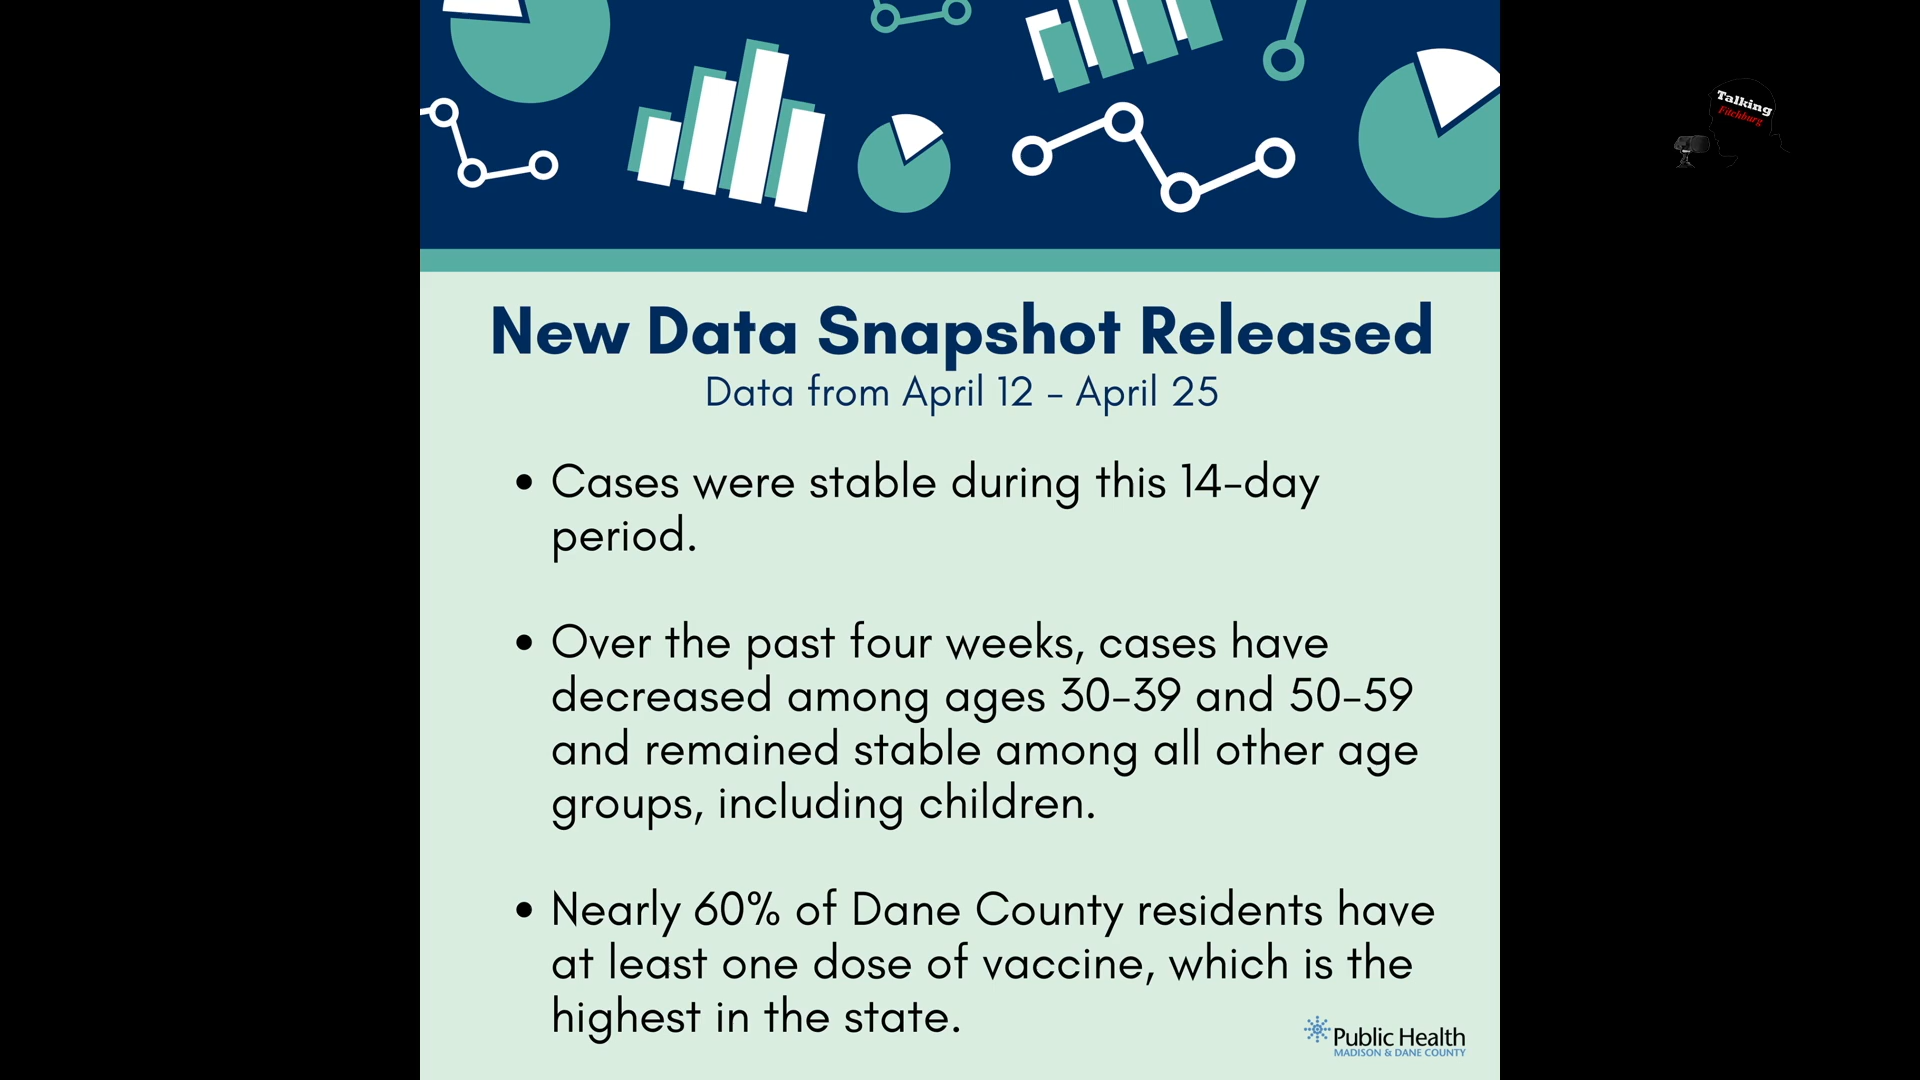 Talking
Fitchburg
New Data Snapshot Released
Data from April 12 - April 25
• Cases were stable during this 14-day
period.
• Over the past four weeks, cases have
decreased among ages 30-39 and 50-59
and remained stable among all other age
groups, including children.
• Nearly 60% of Dane County residents have
at least one dose of vaccine, which is the
highest in the state.
Public Health
MADISON & DANE COUNTY